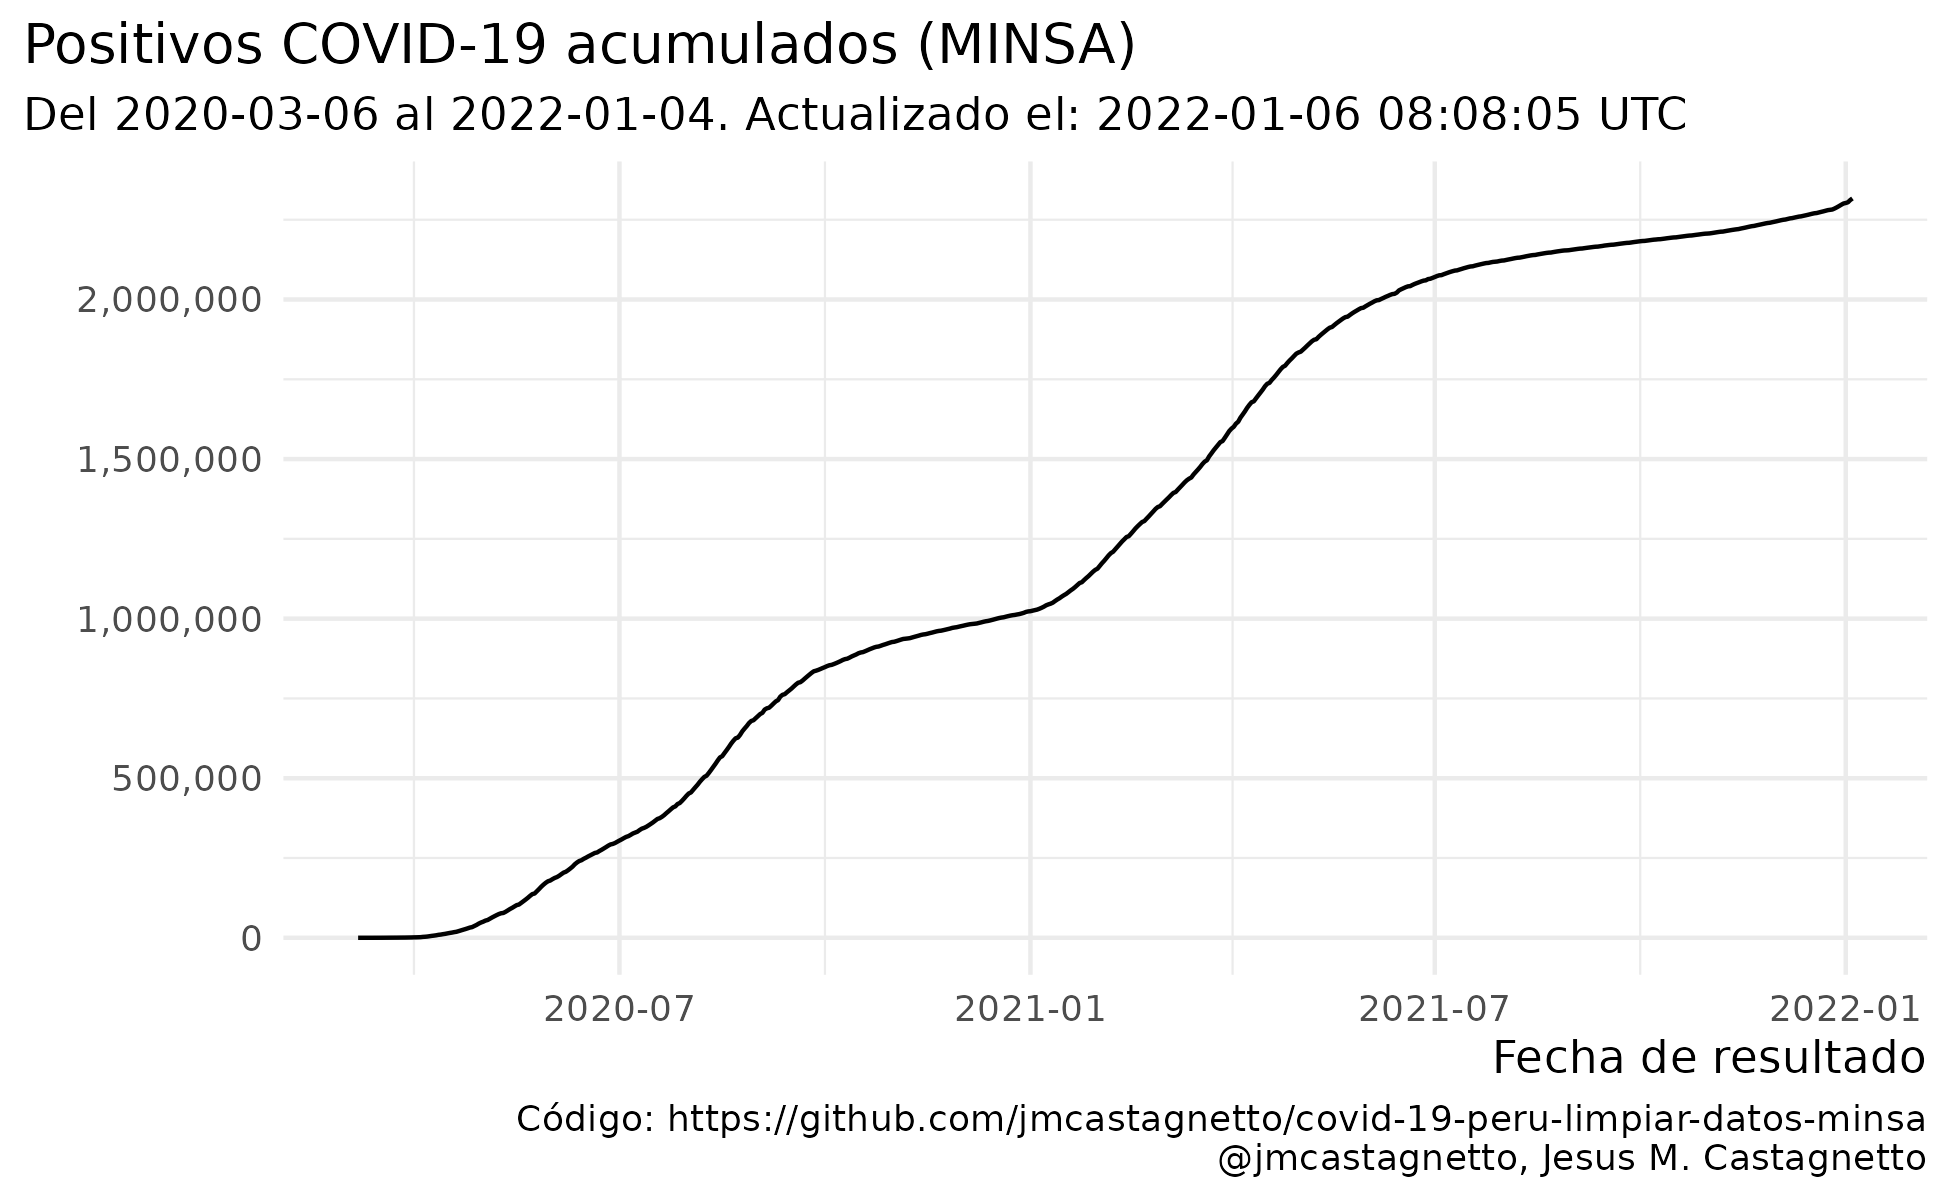 Positivos COVID-19 acumulados (MINSA)
Del 2020-03-06 al 2022-01-04. Actualizado el: 2022-01-06 08:08:05 UTC
2,000,000
1,500,000
1,000,000
500,000
0
2020-07 2021-01 2021-07 2022-01
Fecha de resultado
Código: https://github.com/jmcastagnetto/covid-19-peru-limpiar-datos-minsa
@jmcastagnetto, Jesus M. Castagnetto